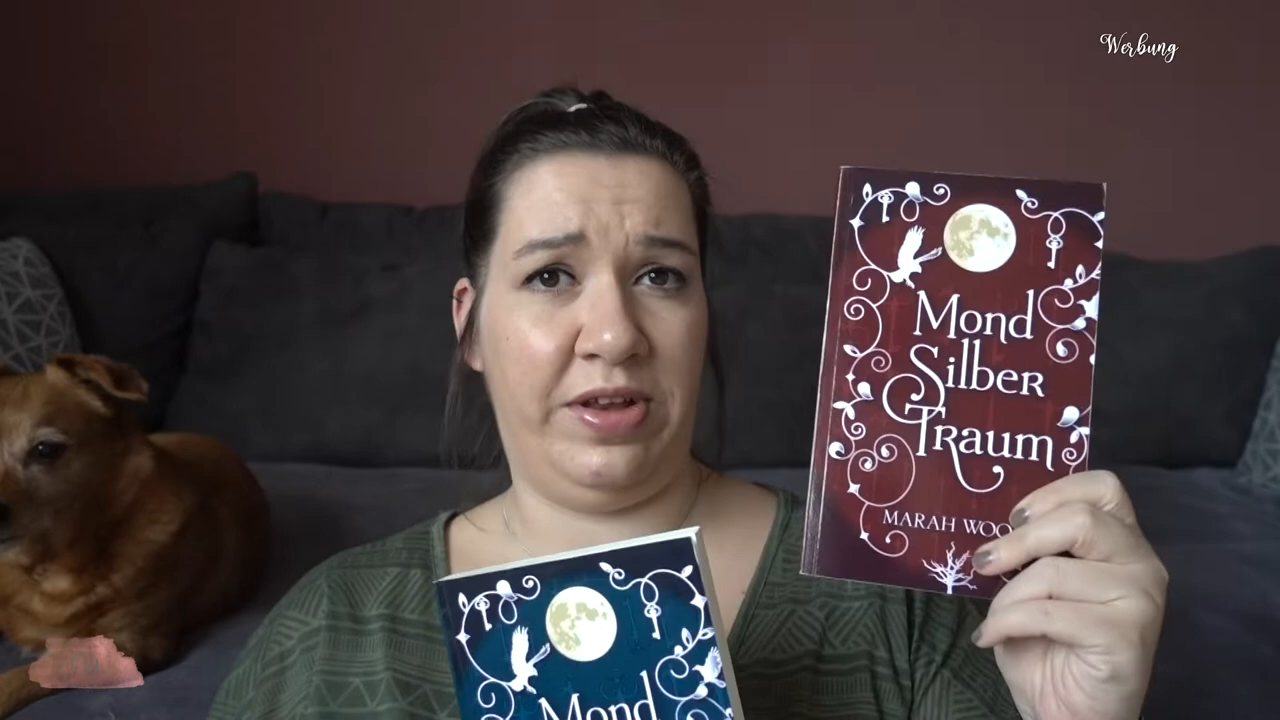 Werbung
Mond
Silber
Traum
MARAH WOO
Mond